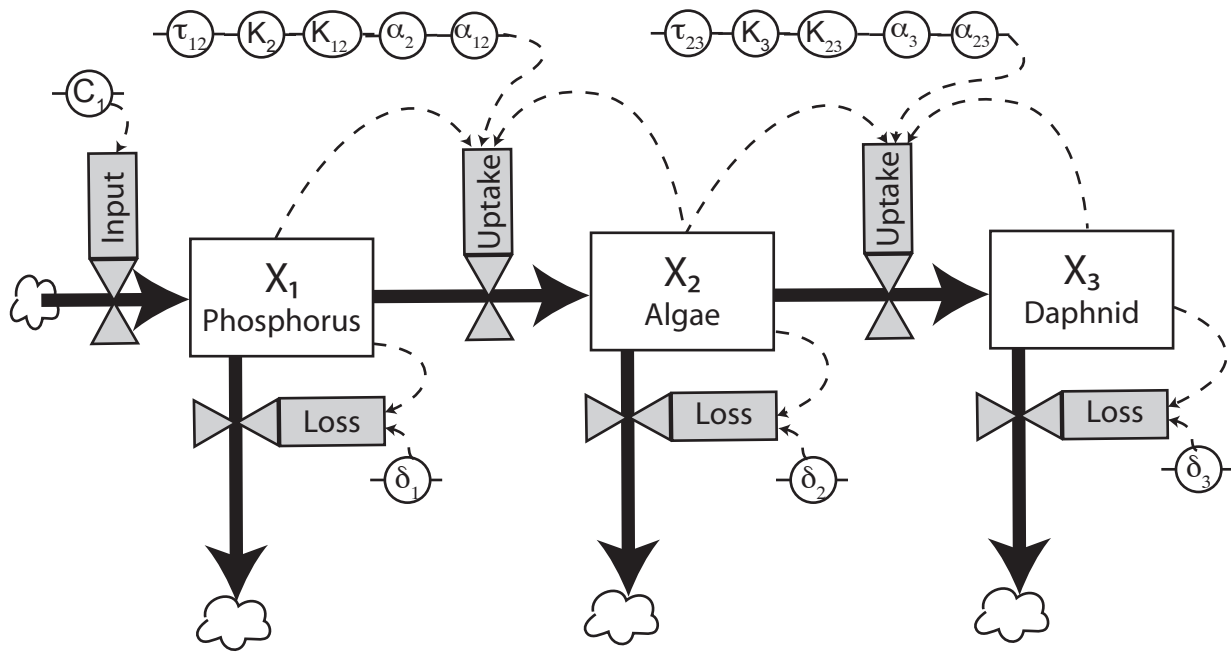 τ₁₂ K₂ K₁₂ α₂ α₁₂
τ₂₃ K₃ K₂₃ α₃ α₂₃
C₁
Input
Uptake
Uptake
X₁
Phosphorus
X₂
Algae
X₃
Daphnid
Loss
Loss
Loss
δ₁
δ₂
δ₃